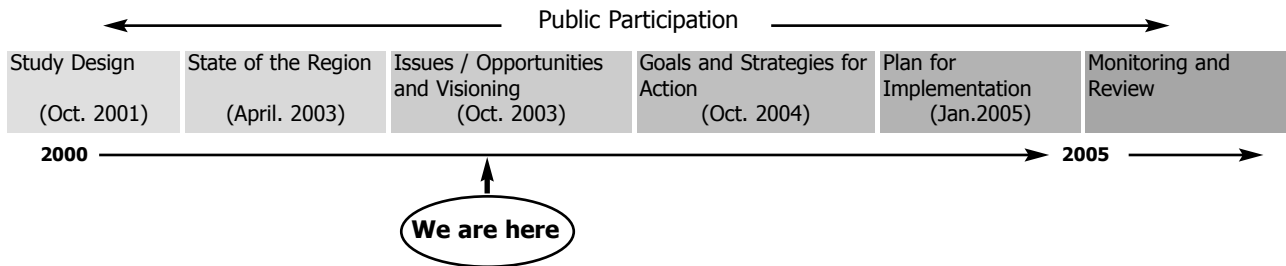 Public Participation
Study Design
(Oct. 2001)
State of the Region
(April. 2003)
Issues / Opportunities
and Visioning
(Oct. 2003)
Goals and Strategies for
Action
(Oct. 2004)
Plan for
Implementation
(Jan.2005)
Monitoring and
Review
2000
2005
We are here